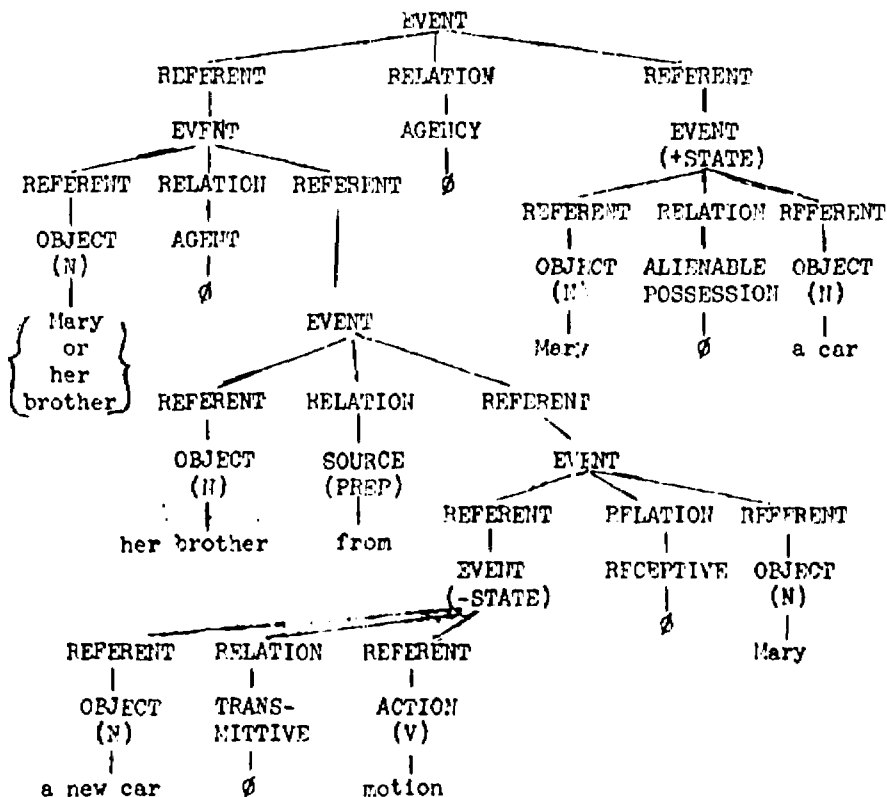 EVENT
REFERENT RELATION REFERENT
EVENT AGENCY EVENT
Ø (+STATE)
REFERENT RELATION REFERENT REFERENT RELATION RFFERENT
OBJECT AGENT OBJECT ALIENABLE OBJECT
(N) Ø (N) POSSESSION (N)
Mary EVENT Mary Ø a car
or
her
brother
REFERENT RELATION REFERENT
OBJECT SOURCE EVENT
(N) (PREP)
her brother from
REFERENT RELATION REFERENT
EVENT RECEPTIVE OBJECT
(-STATE) Ø (N)
Mary
REFERENT RELATION REFERENT
OBJECT TRANS- ACTION
(N) MITTIVE (V)
a new car Ø motion